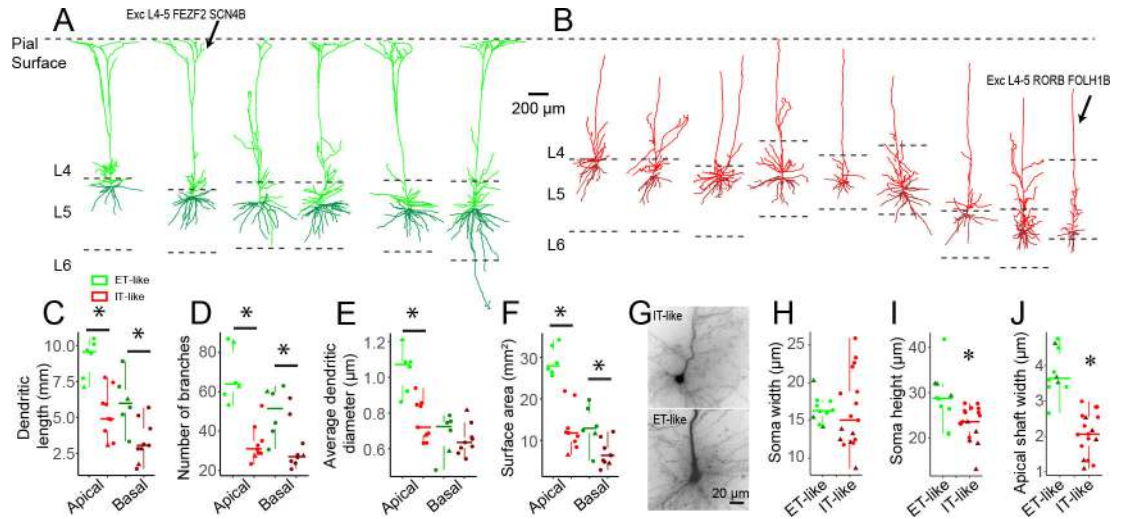 A
Exc L4-5 FEZF2 SCN4B
B
Pial
Surface
Exc L4-5 RORB FOLH1B
200 µm
L4
L5
L6
L4
L5
L6
ET-like
IT-like
C
Dendritic
length (mm)
10.0
7.5
5.0
2.5
*
*
Apical
Basal
D
Number of branches
80
60
40
20
*
*
Apical
Basal
E
Average dendritic
diameter (µm)
1.2
1.0
0.8
0.6
*
Apical
Basal
F
Surface area (mm²)
30
20
10
0
*
*
Apical
Basal
G
IT-like
ET-like
20 µm
H
Soma width (µm)
25
20
15
10
ET-like
IT-like
I
Soma height (µm)
40
30
20
10
*
ET-like
IT-like
J
Apical shaft width (µm)
5
4
3
2
1
*
ET-like
IT-like